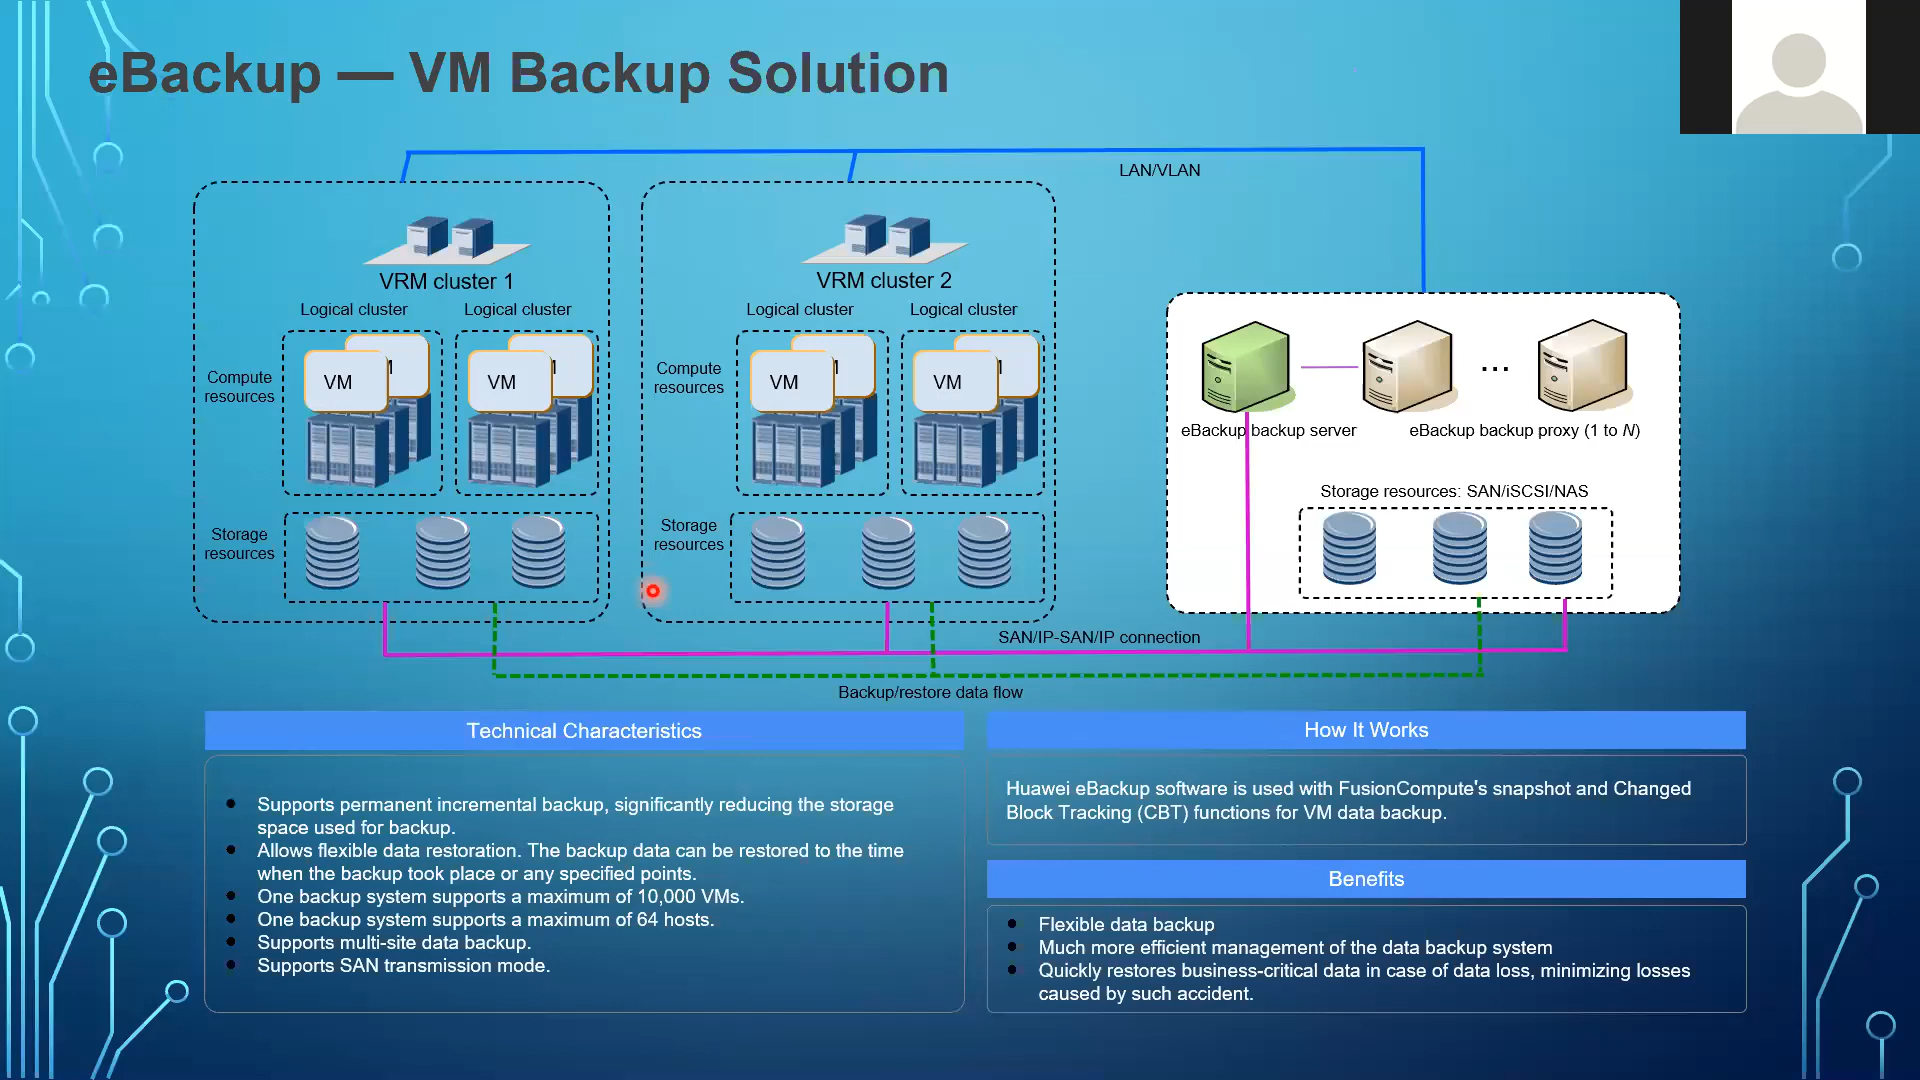 eBackup — VM Backup Solution
LAN/VLAN
VRM cluster 1
Logical cluster
Logical cluster
Compute
resources
VM
VM
Storage
resources
VRM cluster 2
Logical cluster
Logical cluster
Compute
resources
VM
VM
Storage
resources
eBackup backup server
eBackup backup proxy (1 to N)
...
Storage resources: SAN/iSCSI/NAS
SAN/IP-SAN/IP connection
Backup/restore data flow
Technical Characteristics
● Supports permanent incremental backup, significantly reducing the storage
space used for backup.
● Allows flexible data restoration. The backup data can be restored to the time
when the backup took place or any specified points.
● One backup system supports a maximum of 10,000 VMs.
● One backup system supports a maximum of 64 hosts.
● Supports multi-site data backup.
● Supports SAN transmission mode.
How It Works
Huawei eBackup software is used with FusionCompute's snapshot and Changed
Block Tracking (CBT) functions for VM data backup.
Benefits
● Flexible data backup
● Much more efficient management of the data backup system
● Quickly restores business-critical data in case of data loss, minimizing losses
caused by such accident.